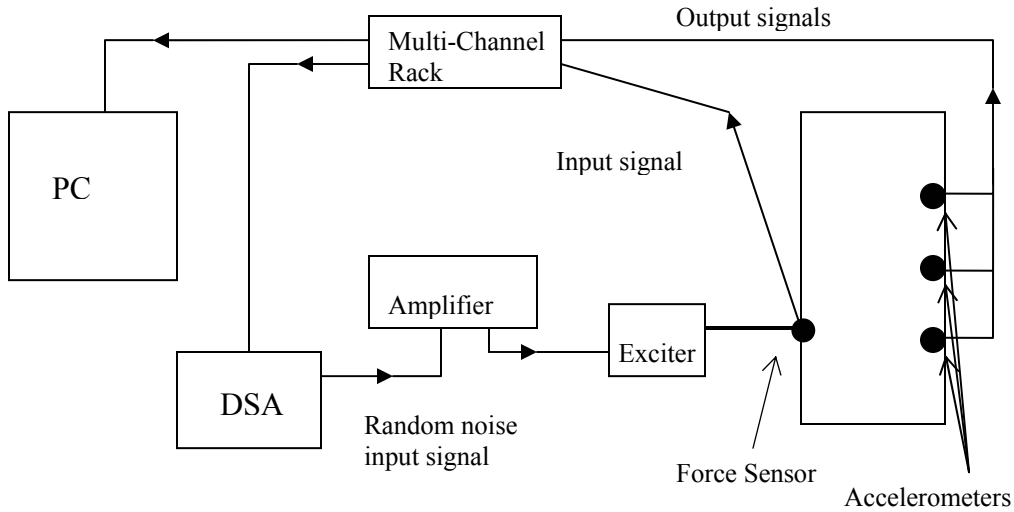 Output signals
Multi-Channel
Rack
Input signal
PC
Amplifier
Exciter
DSA
Random noise
input signal
Force Sensor
Accelerometers